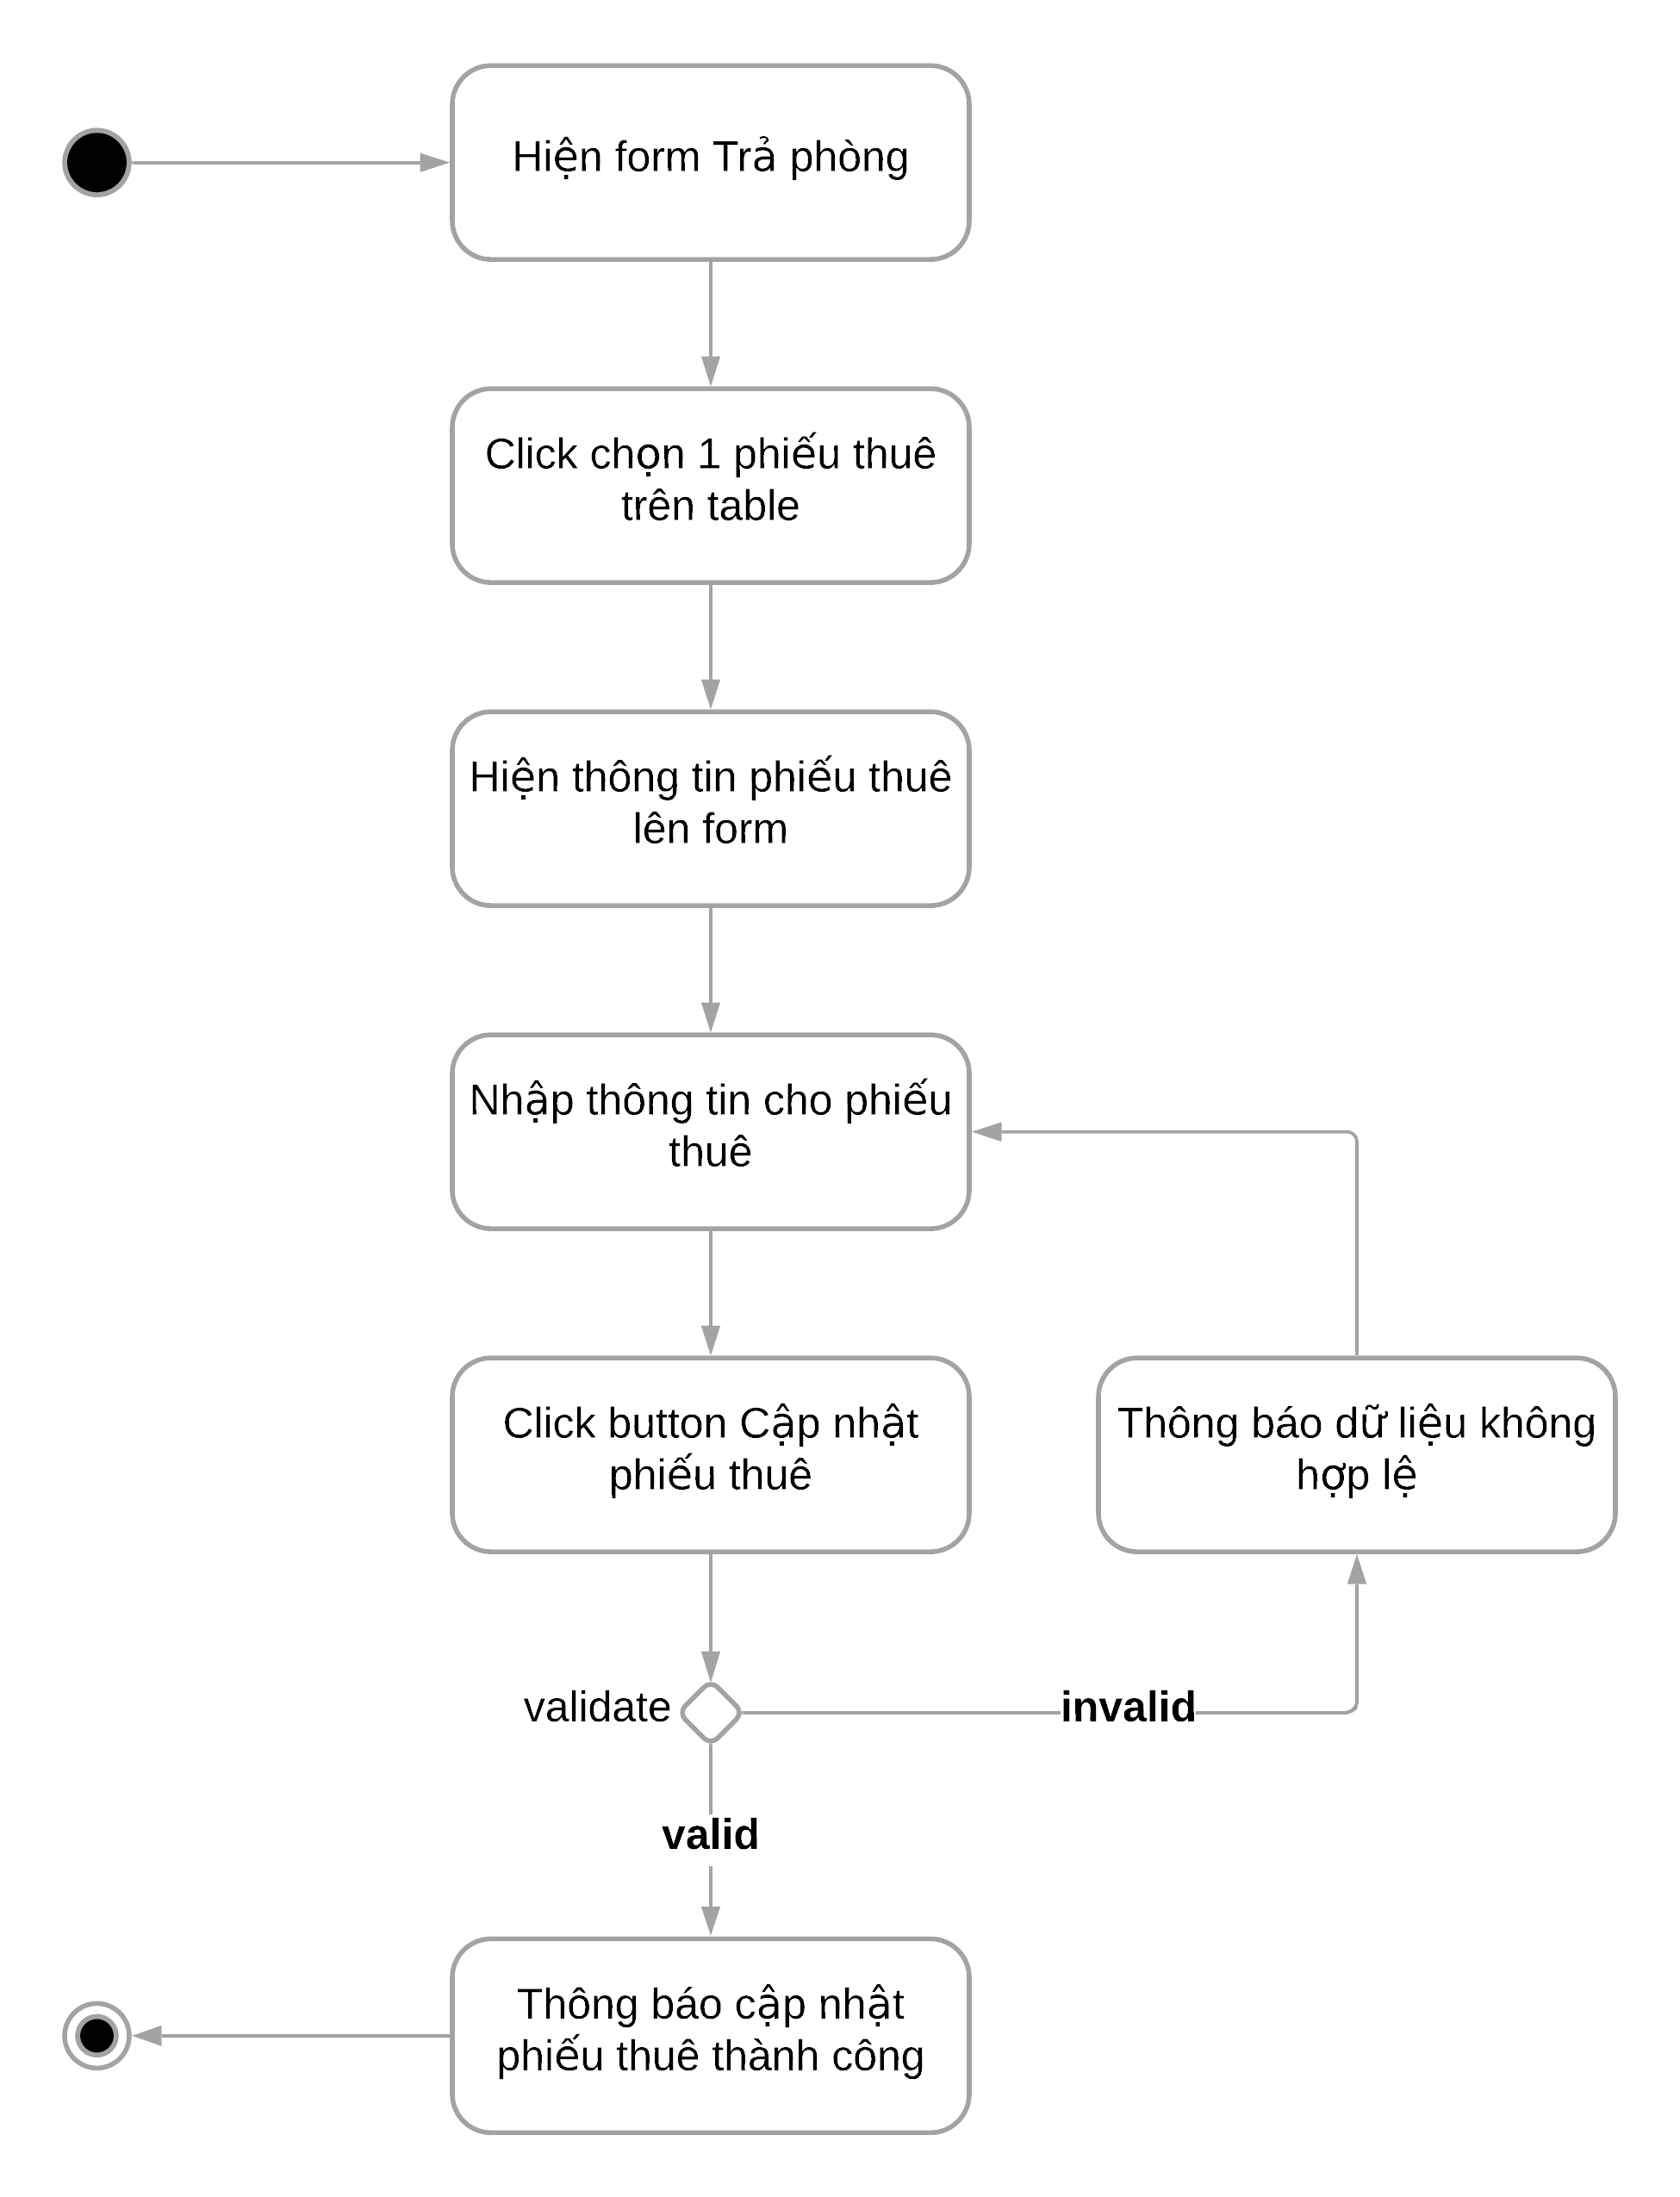 Hiện form Trả phòng
Click chọn 1 phiếu thuê
trên table
Hiện thông tin phiếu thuê
lên form
Nhập thông tin cho phiếu
thuê
Click button Cập nhật
phiếu thuê
Thông báo dữ liệu không
hợp lệ
validate
invalid
valid
Thông báo cập nhật
phiếu thuê thành công